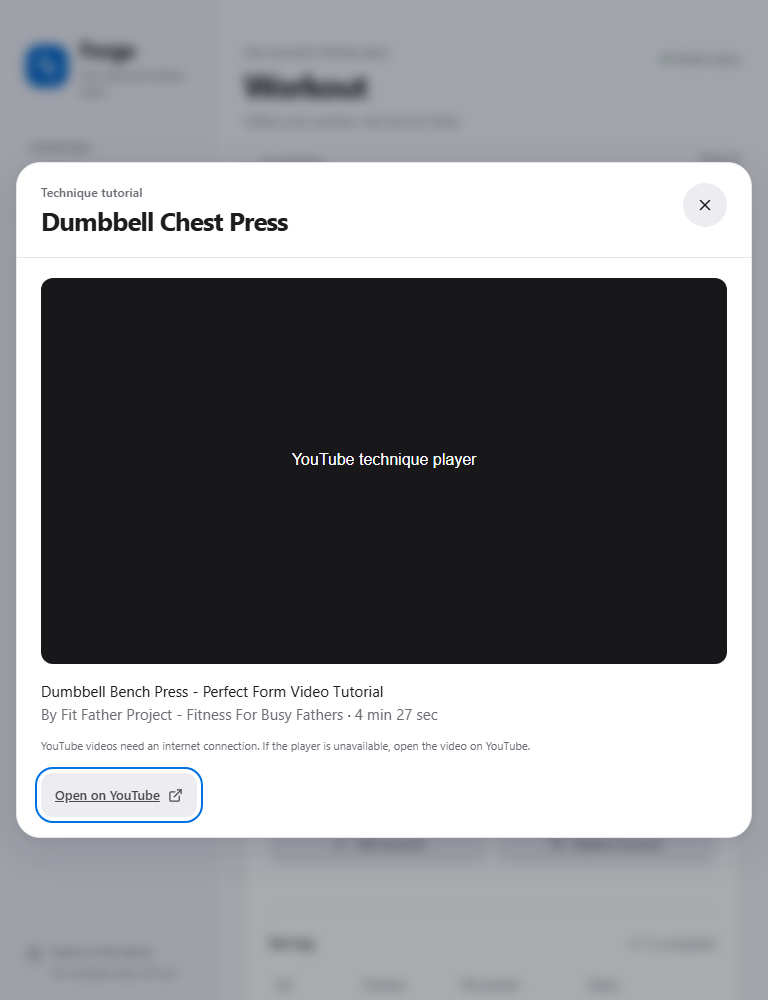 Forge
Workout
Technique tutorial
Dumbbell Chest Press
YouTube technique player
Dumbbell Bench Press - Perfect Form Video Tutorial
By Fit Father Project - Fitness For Busy Fathers · 4 min 27 sec
YouTube videos need an internet connection. If the player is unavailable, open the video on YouTube.
Open on YouTube